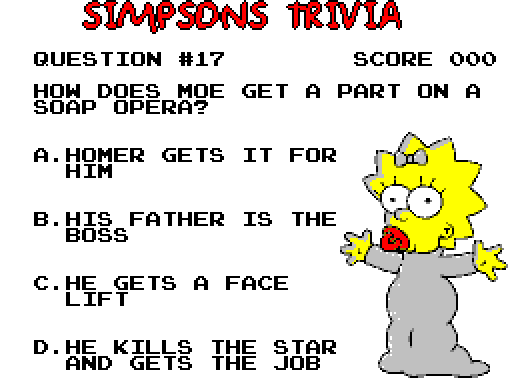 SIMPSONS TRIVIA
QUESTION #17 SCORE 000
HOW DOES MOE GET A PART ON A
SOAP OPERA?
A.HOMER GETS IT FOR
HIM
B.HIS FATHER IS THE
BOSS
C.HE GETS A FACE
LIFT
D.HE KILLS THE STAR
AND GETS THE JOB